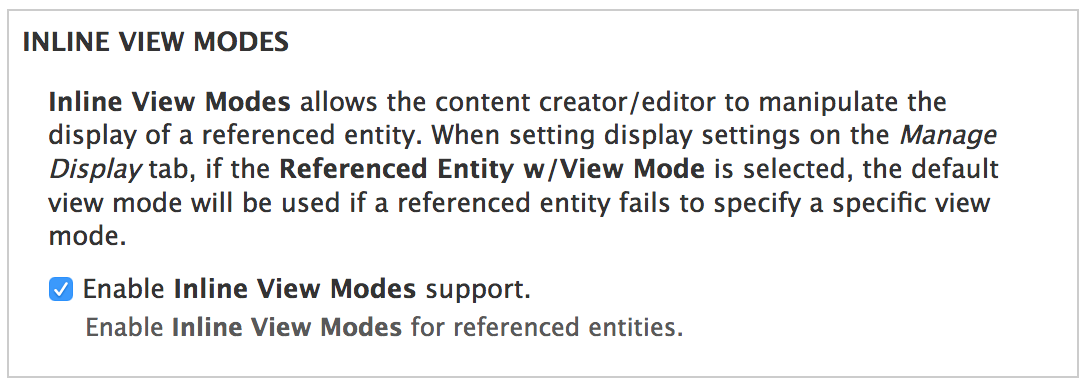 INLINE VIEW MODES
Inline View Modes allows the content creator/editor to manipulate the
display of a referenced entity. When setting display settings on the Manage
Display tab, if the Referenced Entity w/View Mode is selected, the default
view mode will be used if a referenced entity fails to specify a specific view
mode.
Enable Inline View Modes support.
Enable Inline View Modes for referenced entities.